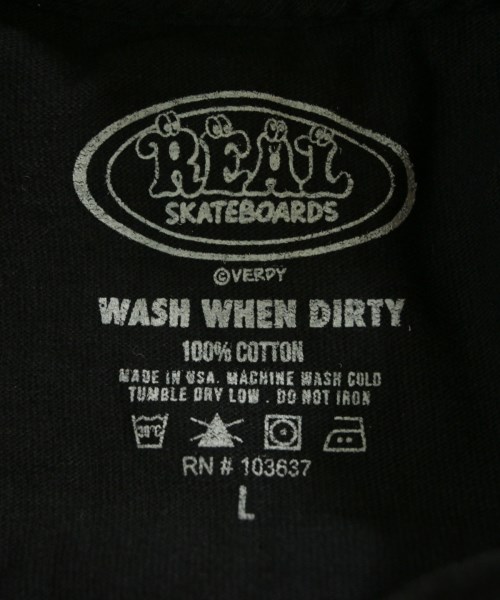 REAL
SKATEBOARDS
©VERDY
WASH WHEN DIRTY
100% COTTON
MADE IN USA. MACHINE WASH COLD
TUMBLE DRY LOW . DO NOT IRON
30°C
RN # 103637
L